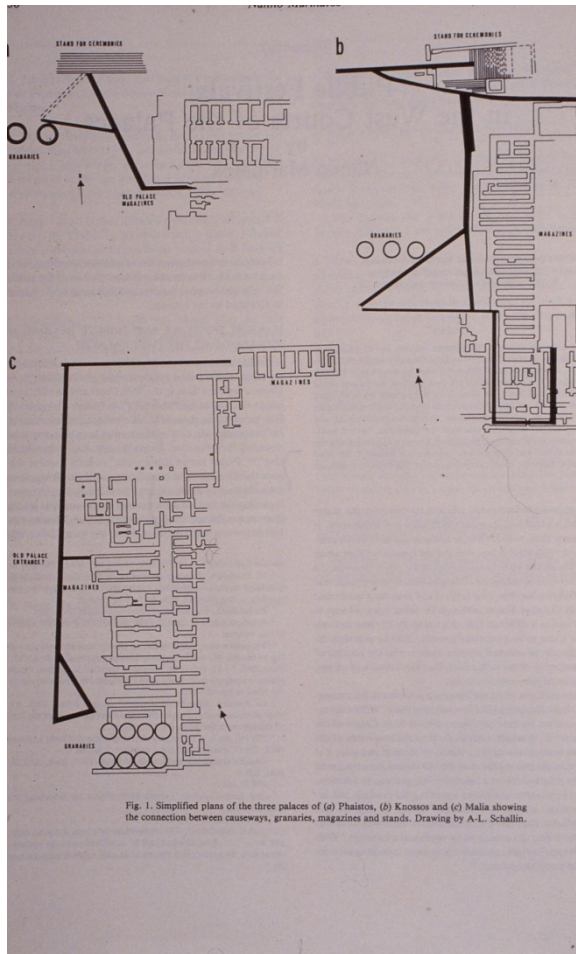 a
STAND FOR CEREMONIES
GRANARIES
N
OLD PALACE
MAGAZINES
b
STAND FOR CEREMONIES
GRANARIES
MAGAZINES
N
c
MAGAZINES
OLD PALACE
ENTRANCE?
MAGAZINES
N
GRANARIES
Fig. 1. Simplified plans of the three palaces of (a) Phaistos, (b) Knossos and (c) Malia showing
the connection between causeways, granaries, magazines and stands. Drawing by A-L. Schallin.